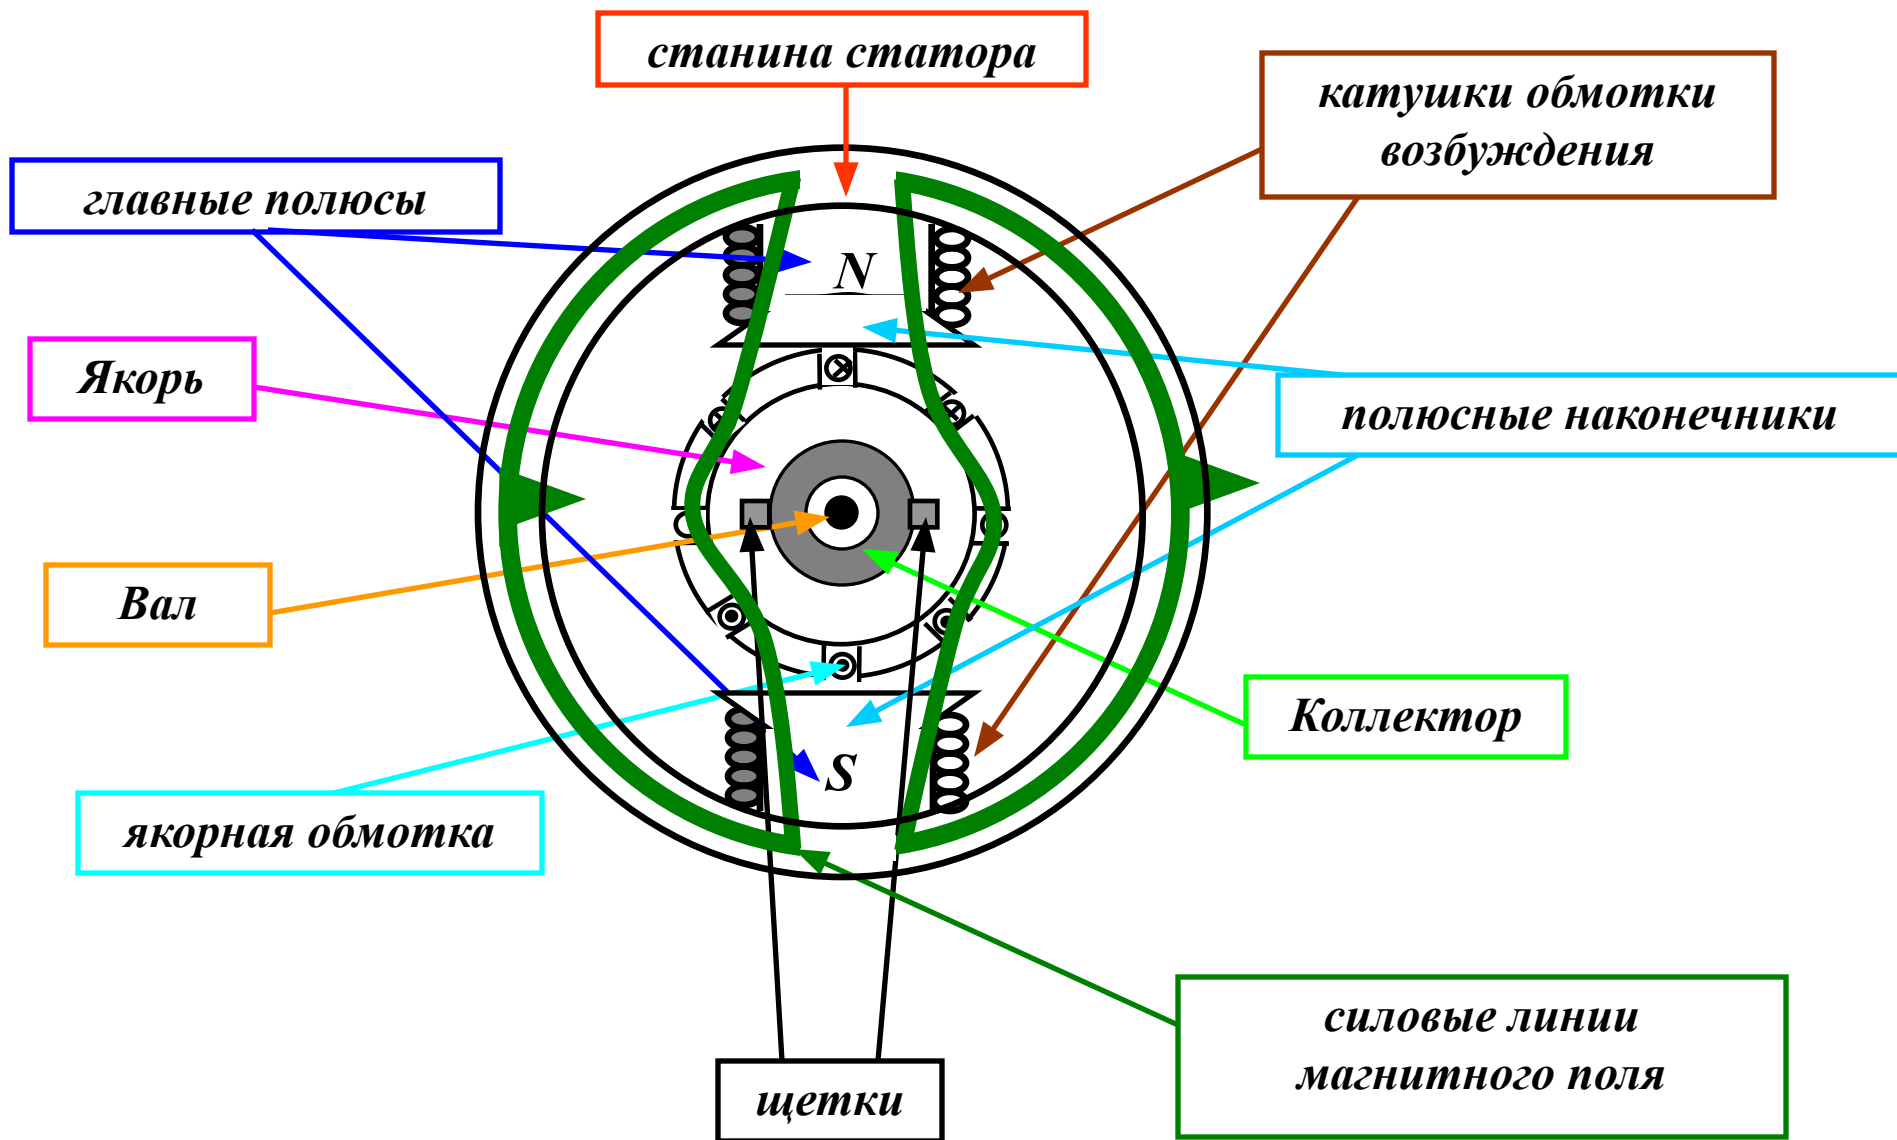 станина статора
катушки обмотки
возбуждения
главные полюсы
N
Якорь
полюсные наконечники
Вал
Коллектор
S
якорная обмотка
силовые линии
магнитного поля
щетки